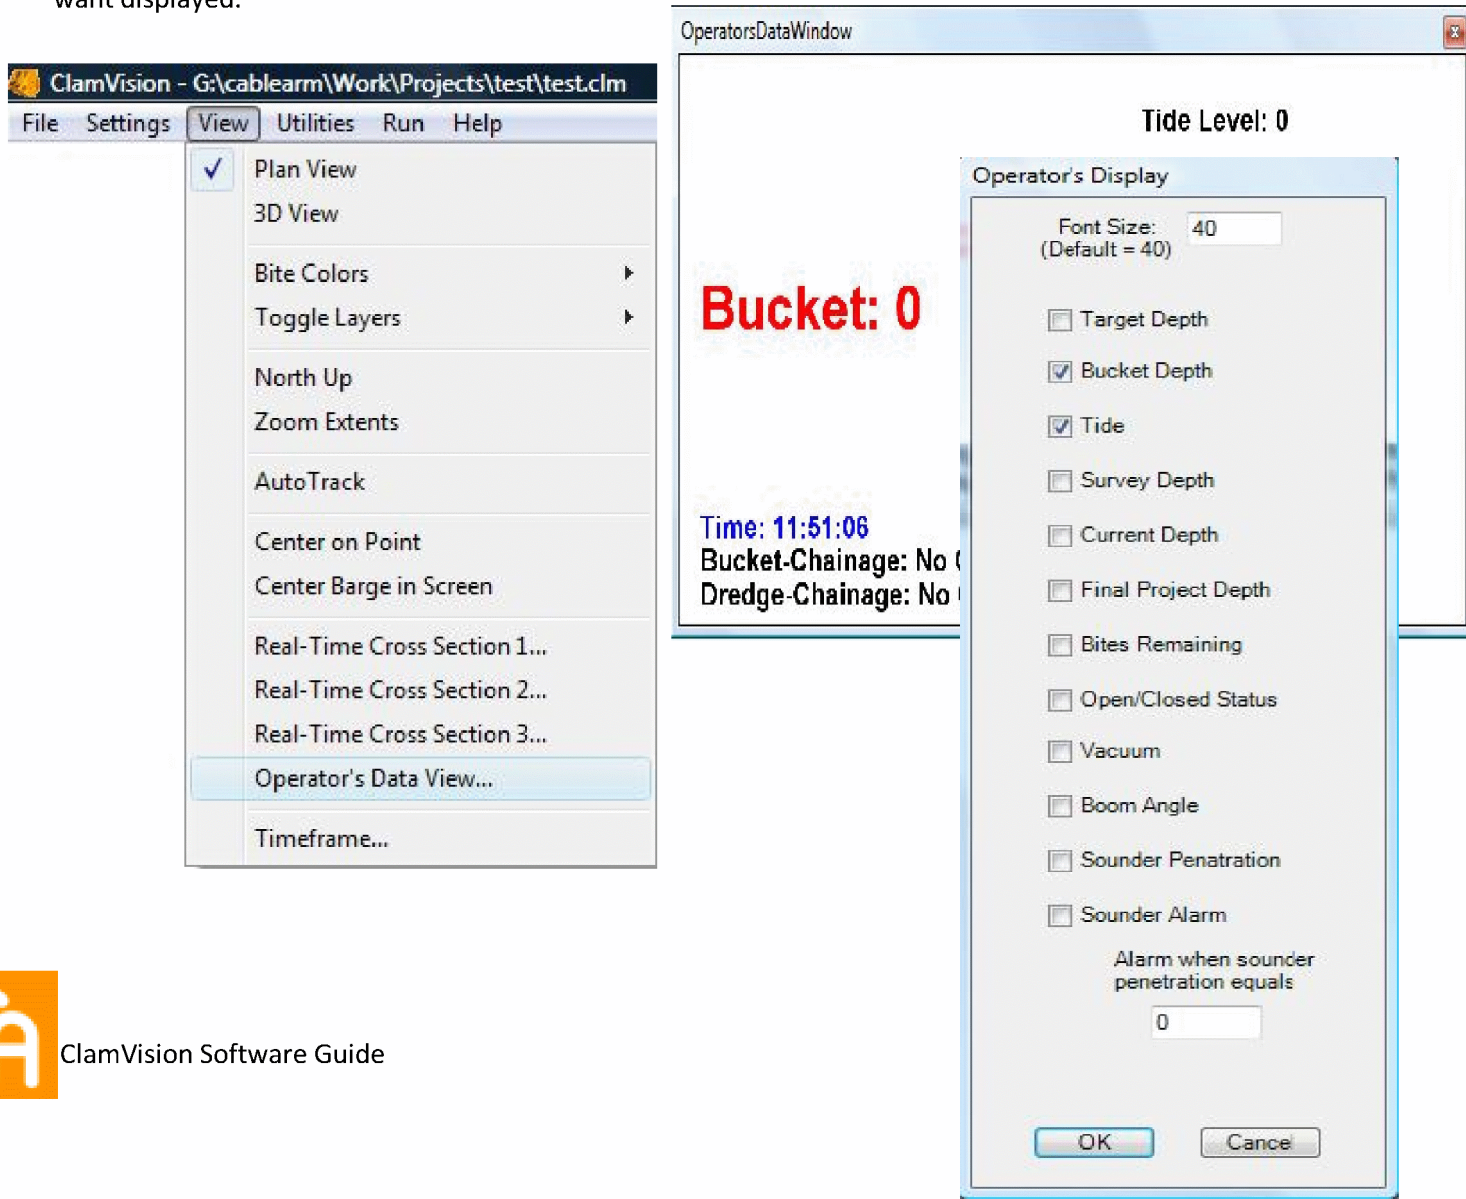 want displayed.
ClamVision - G:\cablearm\Work\Projects\test\test.clm
File Settings View Utilities Run Help
Plan View
3D View
Bite Colors
Toggle Layers
North Up
Zoom Extents
AutoTrack
Center on Point
Center Barge in Screen
Real-Time Cross Section 1...
Real-Time Cross Section 2...
Real-Time Cross Section 3...
Operator's Data View...
Timeframe...
OperatorsDataWindow
Tide Level: 0
Bucket: 0
Time: 11:51:06
Bucket-Chainage: No
Dredge-Chainage: No
Operator's Display
Font Size: 40
(Default = 40)
Target Depth
Bucket Depth
Tide
Survey Depth
Current Depth
Final Project Depth
Bites Remaining
Open/Closed Status
Vacuum
Boom Angle
Sounder Penatration
Sounder Alarm
Alarm when sounder
penetration equals
0
OK Cancel
ClamVision Software Guide